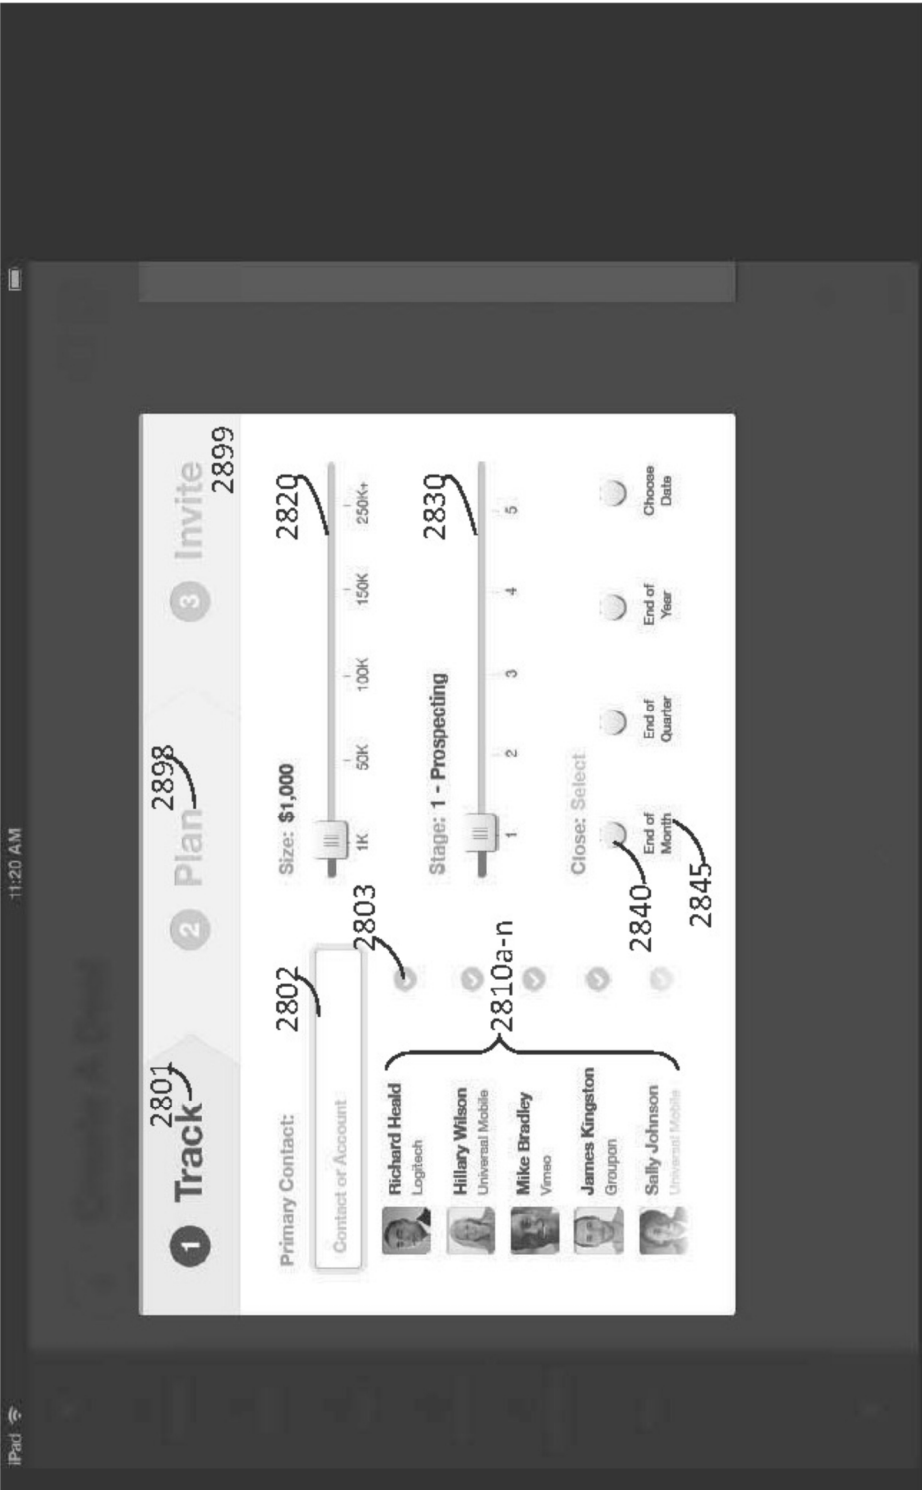 iPad
11:20 AM
1 Track
2801
2 Plan
2898
3 Invite
2899
Primary Contact:
2802
Contact or Account
2803
Richard Heald
Logitech
Hillary Wilson
Universal Mobile
Mike Bradley
Vimeo
James Kingston
Groupon
Sally Johnson
Universal Mobile
2810a-n
Size: $1,000
2820
1K 50K 100K 150K 250K+
Stage: 1 - Prospecting
2830
1 2 3 4 5
Close: Select
2840
End of
Month
End of
Quarter
End of
Year
Choose
Date
2845